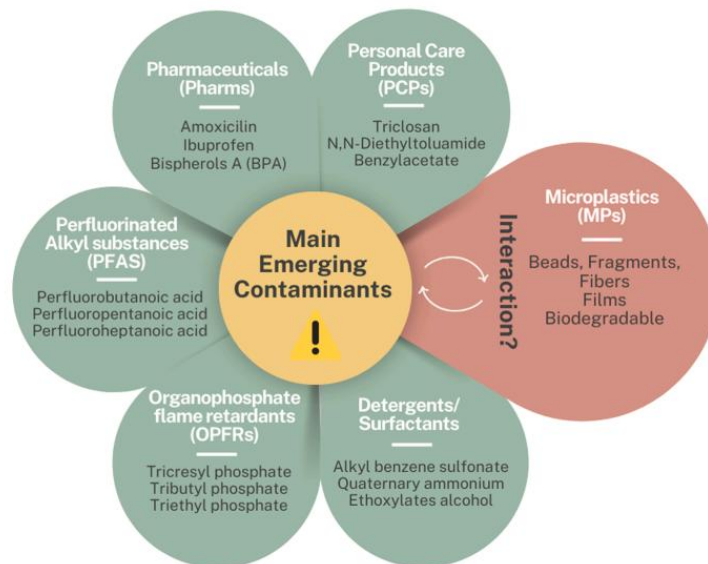 Pharmaceuticals
(Pharms)
Amoxicilin
Ibuprofen
Bispherols A (BPA)
Personal Care
Products
(PCPs)
Triclosan
N,N-Diethyltoluamide
Benzylacetate
Microplastics
(MPs)
Beads, Fragments,
Fibers
Films
Biodegradable
Interaction?
Main
Emerging
Contaminants
Perfluorinated
Alkyl substances
(PFAS)
Perfluorobutanoic acid
Perfluoropentanoic acid
Perfluoroheptanoic acid
Organophosphate
flame retardants
(OPFRs)
Tricresyl phosphate
Tributyl phosphate
Triethyl phosphate
Detergents/
Surfactants
Alkyl benzene sulfonate
Quaternary ammonium
Ethoxylates alcohol